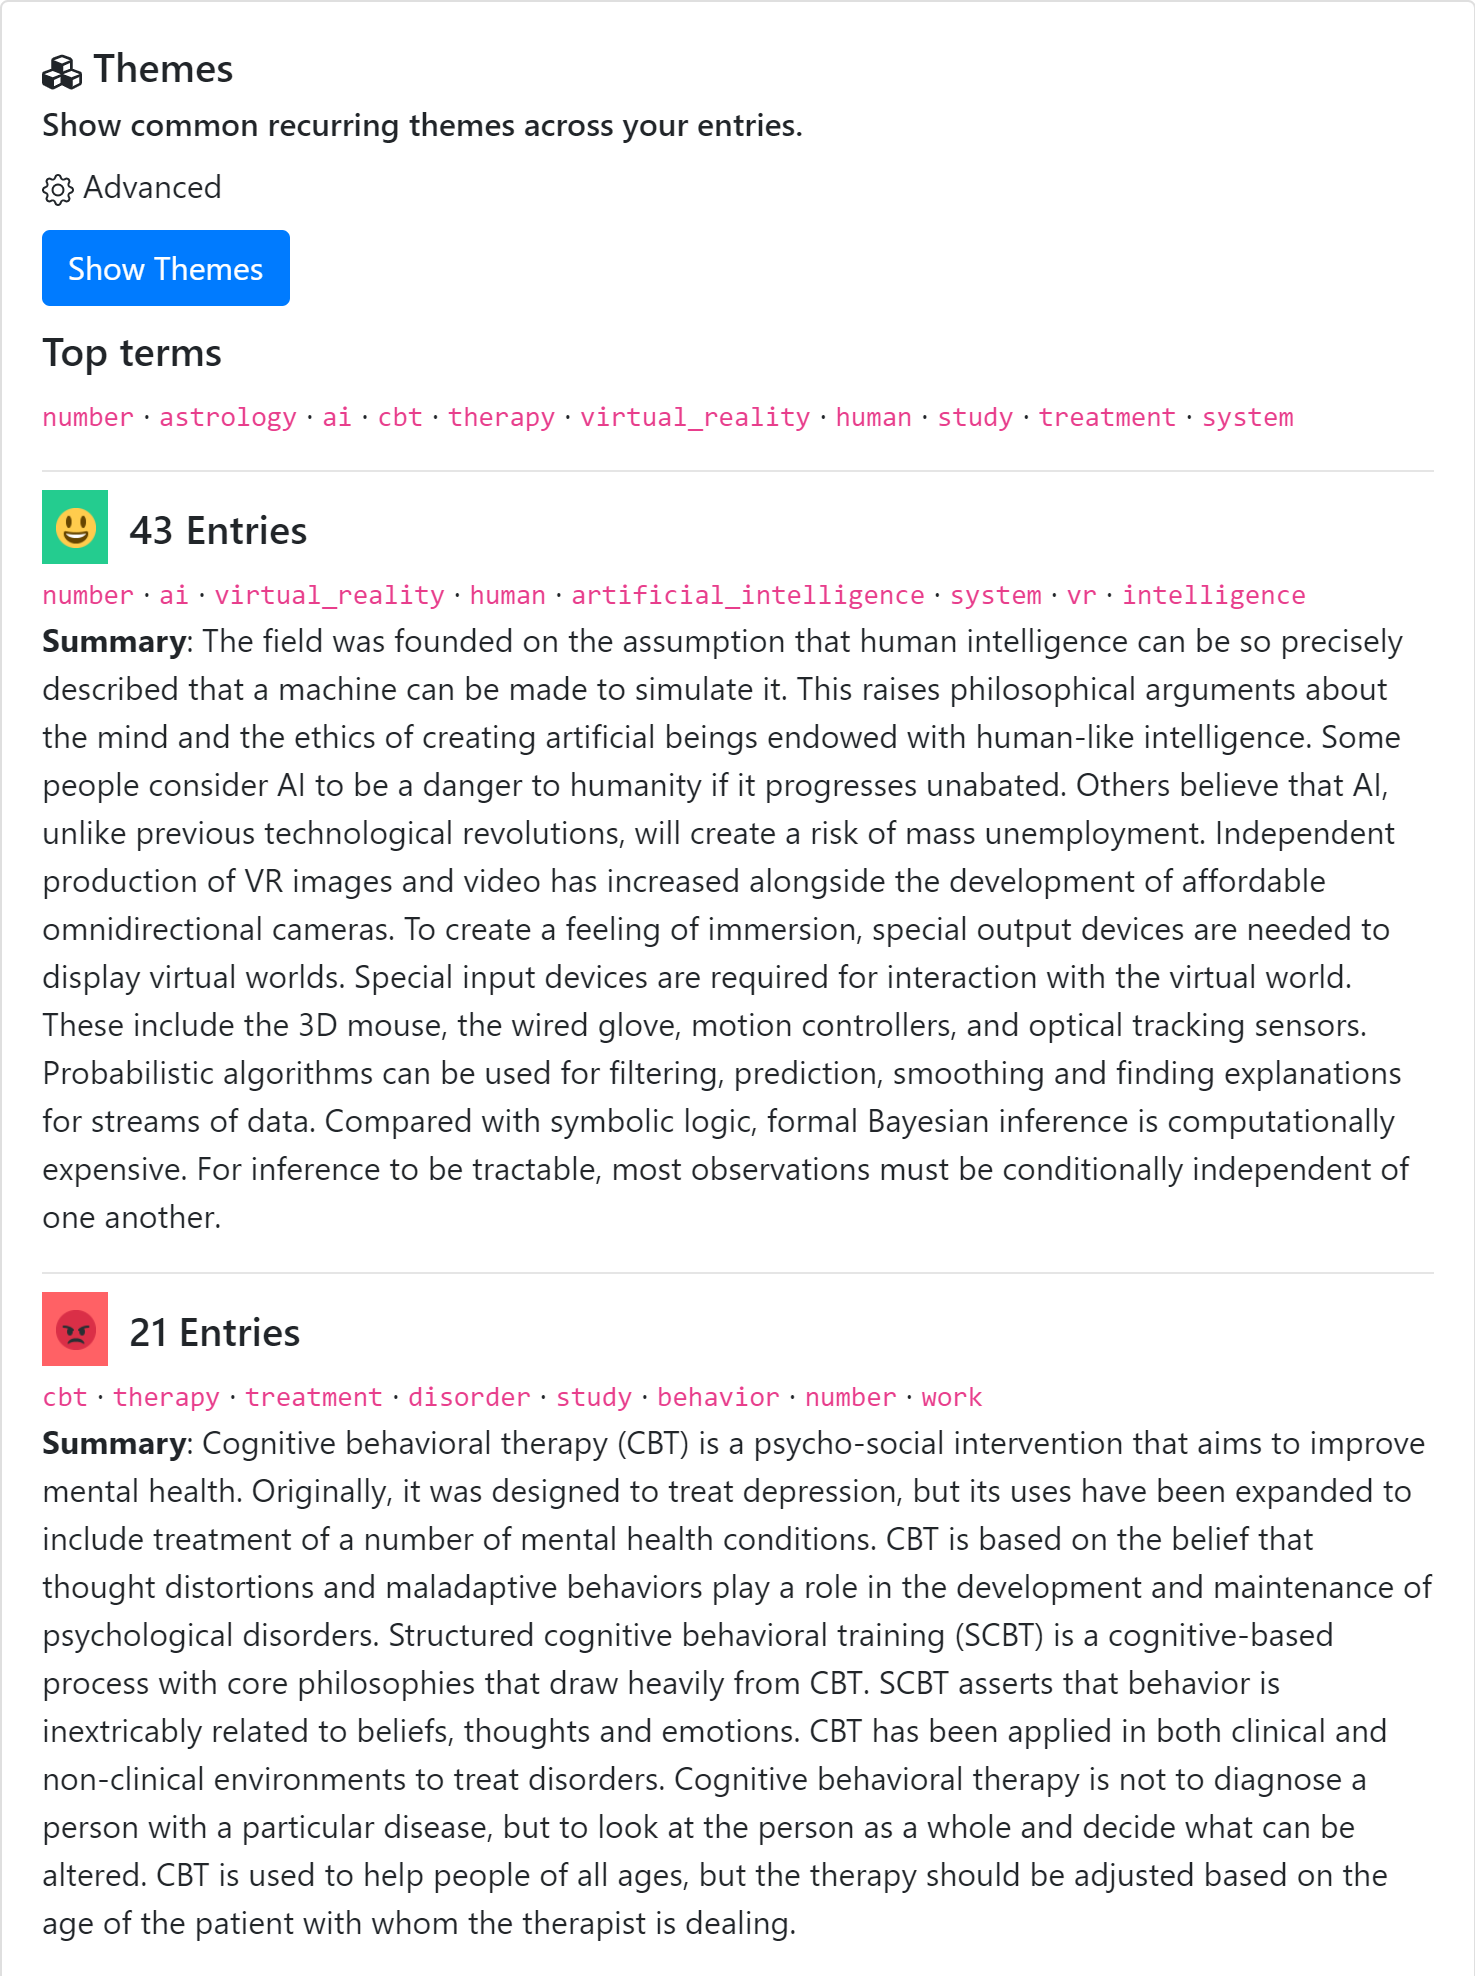 Themes
Show common recurring themes across your entries.
Advanced
Show Themes
Top terms
number · astrology · ai · cbt · therapy · virtual_reality · human · study · treatment · system
43 Entries
number · ai · virtual_reality · human · artificial_intelligence · system · vr · intelligence
Summary: The field was founded on the assumption that human intelligence can be so precisely
described that a machine can be made to simulate it. This raises philosophical arguments about
the mind and the ethics of creating artificial beings endowed with human-like intelligence. Some
people consider AI to be a danger to humanity if it progresses unabated. Others believe that AI,
unlike previous technological revolutions, will create a risk of mass unemployment. Independent
production of VR images and video has increased alongside the development of affordable
omnidirectional cameras. To create a feeling of immersion, special output devices are needed to
display virtual worlds. Special input devices are required for interaction with the virtual world.
These include the 3D mouse, the wired glove, motion controllers, and optical tracking sensors.
Probabilistic algorithms can be used for filtering, prediction, smoothing and finding explanations
for streams of data. Compared with symbolic logic, formal Bayesian inference is computationally
expensive. For inference to be tractable, most observations must be conditionally independent of
one another.
21 Entries
cbt · therapy · treatment · disorder · study · behavior · number · work
Summary: Cognitive behavioral therapy (CBT) is a psycho-social intervention that aims to improve
mental health. Originally, it was designed to treat depression, but its uses have been expanded to
include treatment of a number of mental health conditions. CBT is based on the belief that
thought distortions and maladaptive behaviors play a role in the development and maintenance of
psychological disorders. Structured cognitive behavioral training (SCBT) is a cognitive-based
process with core philosophies that draw heavily from CBT. SCBT asserts that behavior is
inextricably related to beliefs, thoughts and emotions. CBT has been applied in both clinical and
non-clinical environments to treat disorders. Cognitive behavioral therapy is not to diagnose a
person with a particular disease, but to look at the person as a whole and decide what can be
altered. CBT is used to help people of all ages, but the therapy should be adjusted based on the
age of the patient with whom the therapist is dealing.